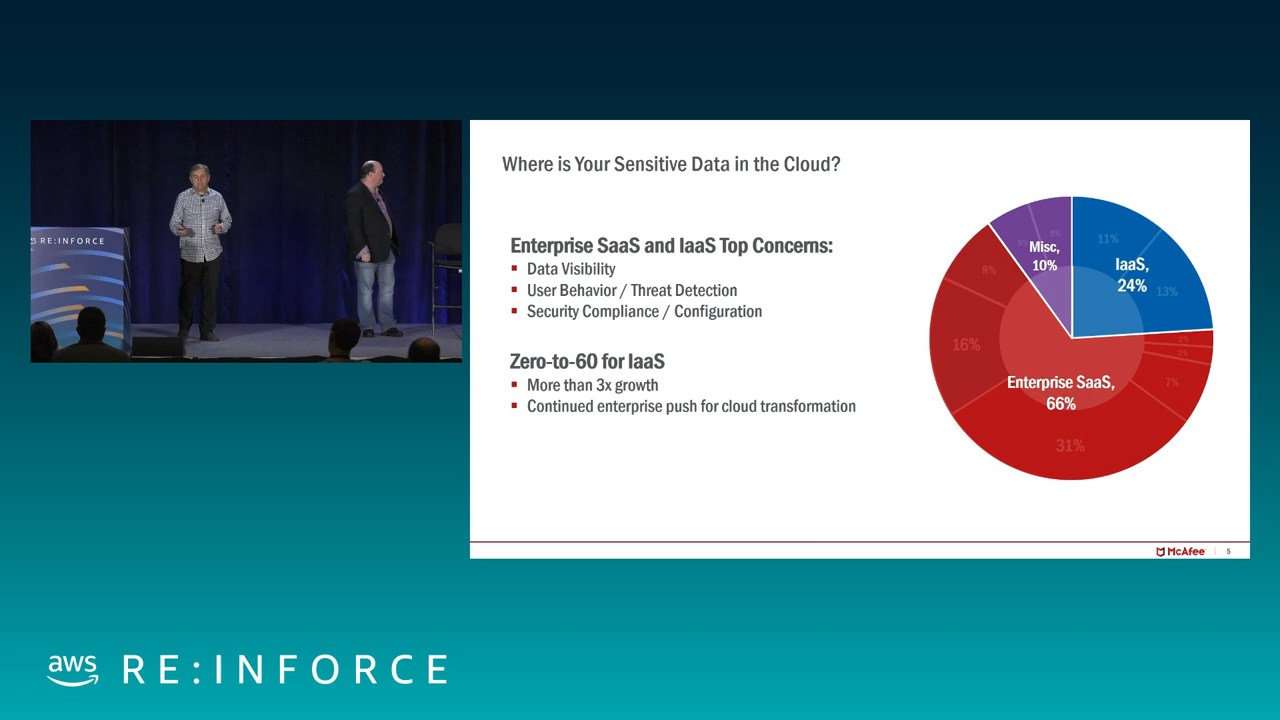 RE:INFORCE
Where is Your Sensitive Data in the Cloud?
Enterprise SaaS and IaaS Top Concerns:
▪ Data Visibility
▪ User Behavior / Threat Detection
▪ Security Compliance / Configuration
Zero-to-60 for IaaS
▪ More than 3x growth
▪ Continued enterprise push for cloud transformation
Misc,
10%
11%
IaaS,
24%
13%
8%
16%
2%
2%
7%
Enterprise SaaS,
66%
31%
McAfee | 5
aws RE:INFORCE